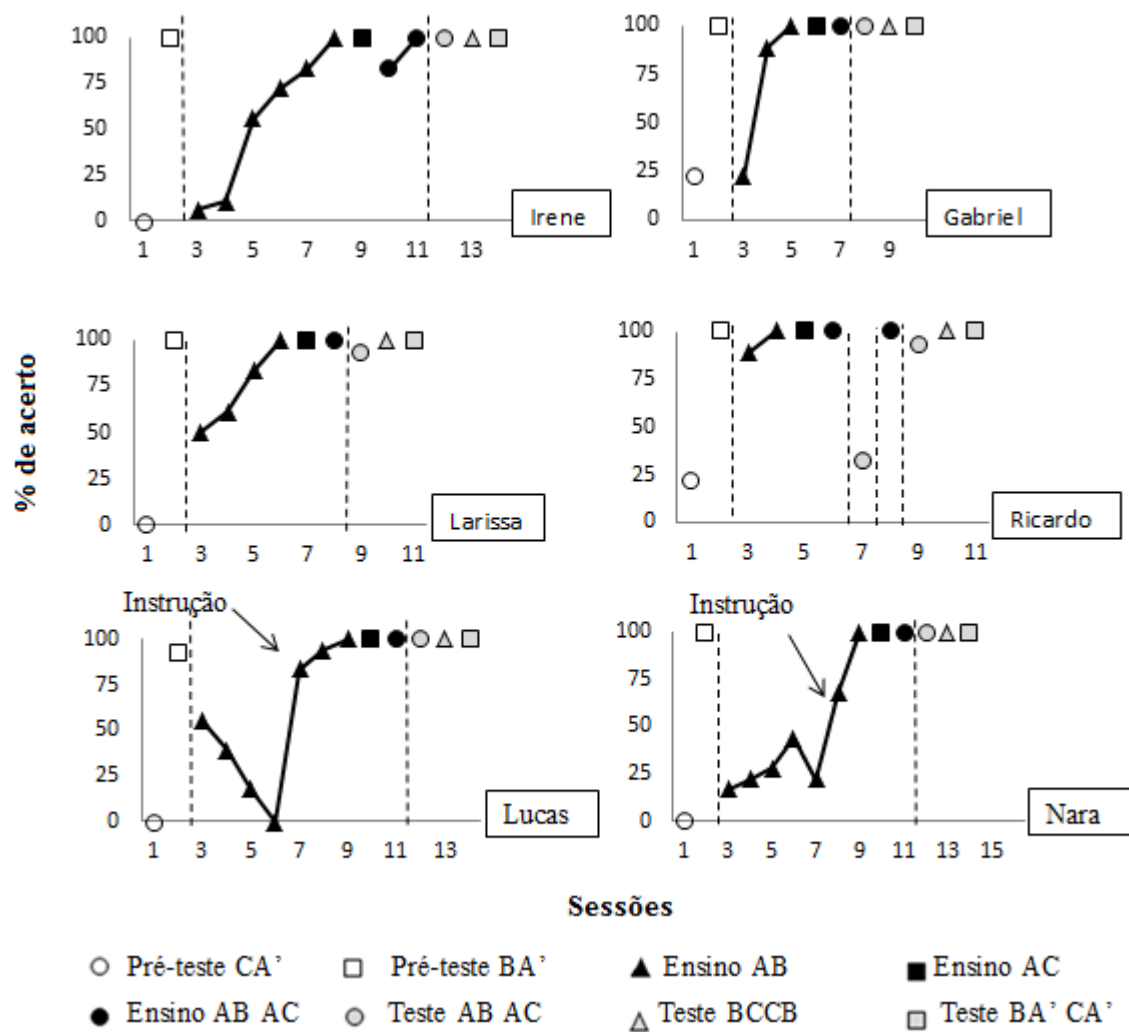 100
75
50
25
0
1 3 5 7 9 11 13
Irene
100
75
50
25
0
1 3 5 7 9
Gabriel
% de acerto
100
75
50
25
0
1 3 5 7 9 11
Larissa
100
75
50
25
0
1 3 5 7 9 11
Ricardo
Instrução
100
75
50
25
0
1 3 5 7 9 11 13
Lucas
Instrução
100
75
50
25
0
1 3 5 7 9 11 13 15
Nara
Sessões
Pré-teste CA’ Pré-teste BA’ Ensino AB Ensino AC
Ensino AB AC Teste AB AC Teste BCCB Teste BA’ CA’